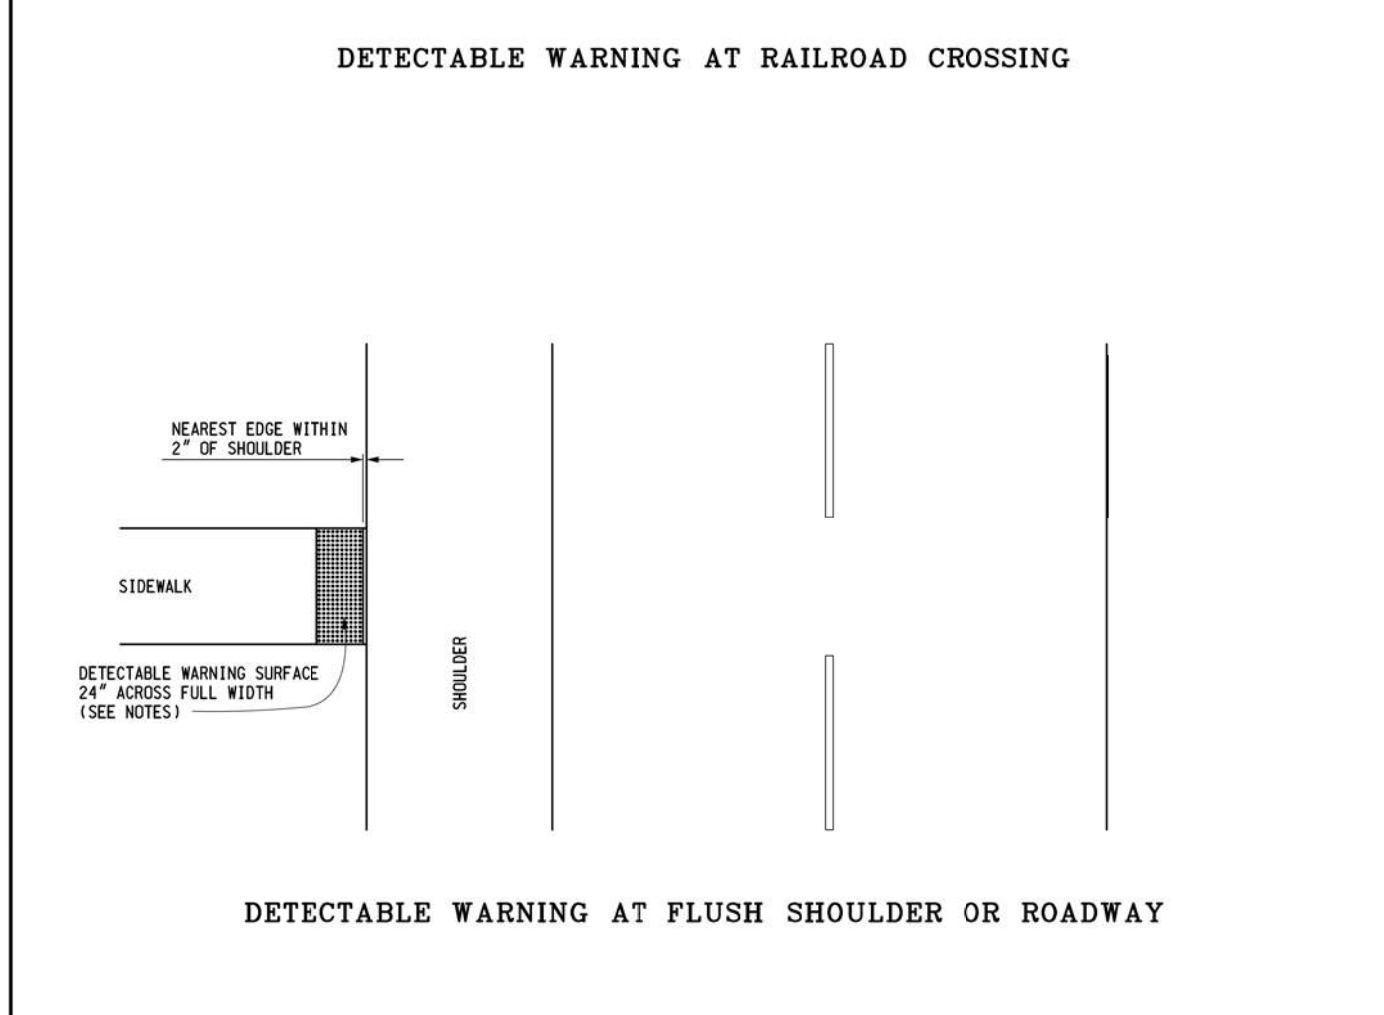 DETECTABLE WARNING AT RAILROAD CROSSING
NEAREST EDGE WITHIN
2" OF SHOULDER
SIDEWALK
DETECTABLE WARNING SURFACE
24" ACROSS FULL WIDTH
(SEE NOTES)
SHOULDER
DETECTABLE WARNING AT FLUSH SHOULDER OR ROADWAY